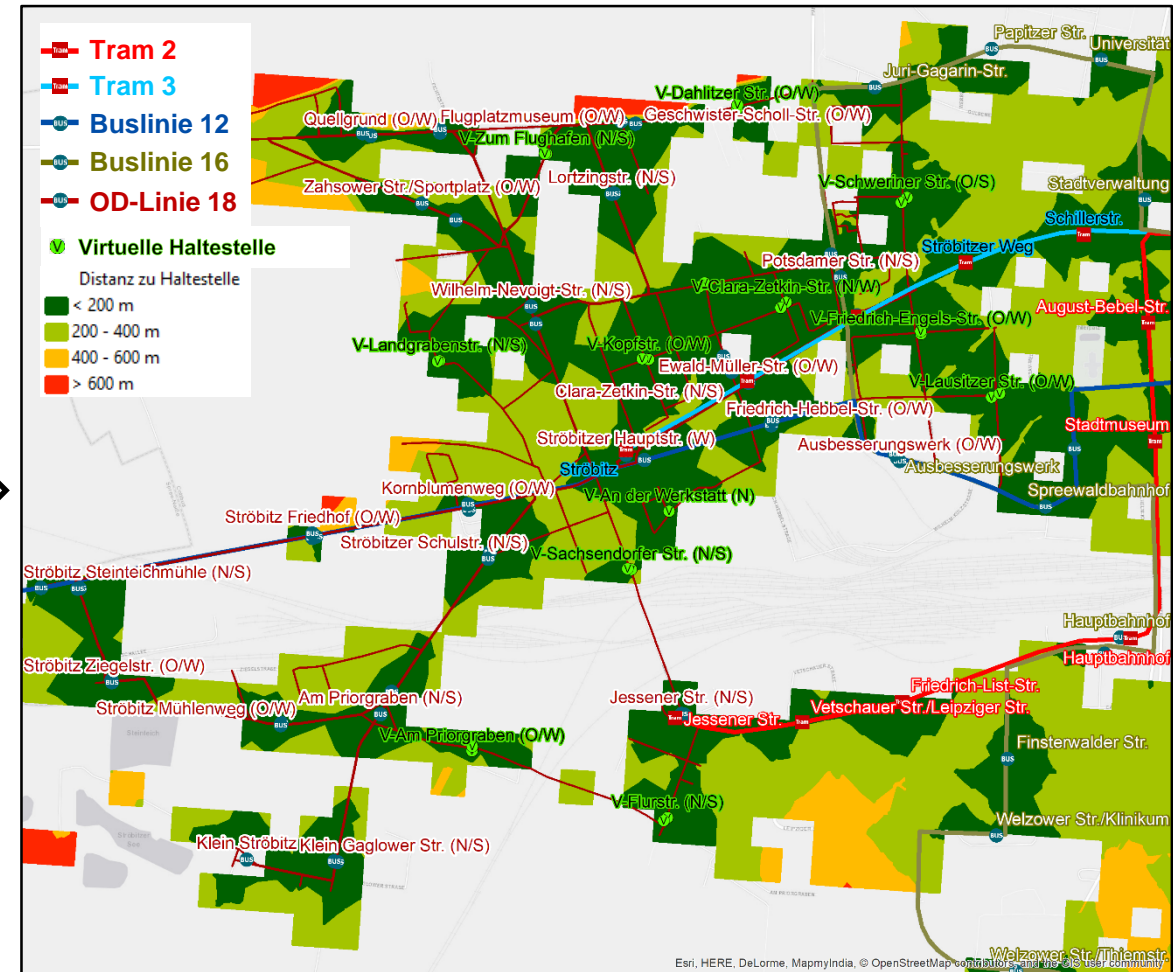 Tram 2
Tram 3
Buslinie 12
Buslinie 16
OD-Linie 18
Virtuelle Haltestelle
Distanz zu Haltestelle
< 200 m
200 - 400 m
400 - 600 m
> 600 m
Papitzer Str.
Universität
Juri-Gagarin-Str.
V-Dahlitzer Str. (O/W)
Quellgrund (O/W)
Flugplatzmuseum (O/W)
Geschwister-Scholl-Str. (O/W)
V-Zum Flughafen (N/S)
Zahsower Str./Sportplatz (O/W)
Lortzingstr. (N/S)
V-Schweriner Str. (O/S)
Stadtverwaltung
Schillerstr.
Ströbitzer Weg
Potsdamer Str. (N/S)
Wilhelm-Nevoigt-Str. (N/S)
V-Clara-Zetkin-Str. (N/W)
August-Bebel-Str.
V-Friedrich-Engels-Str. (O/W)
V-Landgrabenstr. (N/S)
V-Kopfstr. (O/W)
Ewald-Müller-Str. (O/W)
V-Lausitzer Str. (O/W)
Clara-Zetkin-Str. (N/S)
Friedrich-Hebbel-Str. (O/W)
Stadtmuseum
Ströbitzer Hauptstr. (W)
Ausbesserungswerk (O/W)
Ströbitz
Ausbesserungswerk
Kornblumenweg (O/W)
V-An der Werkstatt (N)
Spreewaldbahnhof
Ströbitz Friedhof (O/W)
Ströbitzer Schulstr. (N/S)
V-Sachsendorfer Str. (N/S)
Ströbitz Steinteichmühle (N/S)
Hauptbahnhof
Hauptbahnhof
Ströbitz Ziegelstr. (O/W)
Friedrich-List-Str.
Am Priorgraben (N/S)
Jessener Str. (N/S)
Ströbitz Mühlenweg (O/W)
Vetschauer Str./Leipziger Str.
Jessener Str.
V-Am Priorgraben (O/W)
Finsterwalder Str.
V-Flurstr. (N/S)
Welzower Str./Klinikum
Klein Ströbitz
Klein Gaglower Str. (N/S)
Welzower Str./Thiemstr.
Esri, HERE, DeLorme, MapmyIndia, © OpenStreetMap contributors, and the GIS user community